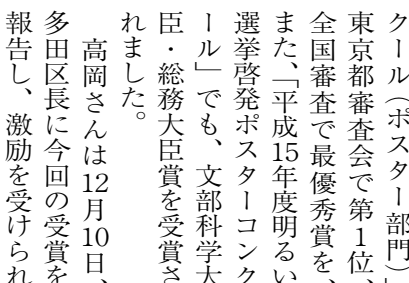 クール（ポスター部門）」
東京都審査会で第1位、
全国審査で最優秀賞を、
また、「平成15年度明るい
選挙啓発ポスターコンク
ール」でも、文部科学大
臣・総務大臣賞を受賞さ
れました。
高岡さんは12月10日、
多田区長に今回の受賞を
報告し、激励を受けられ